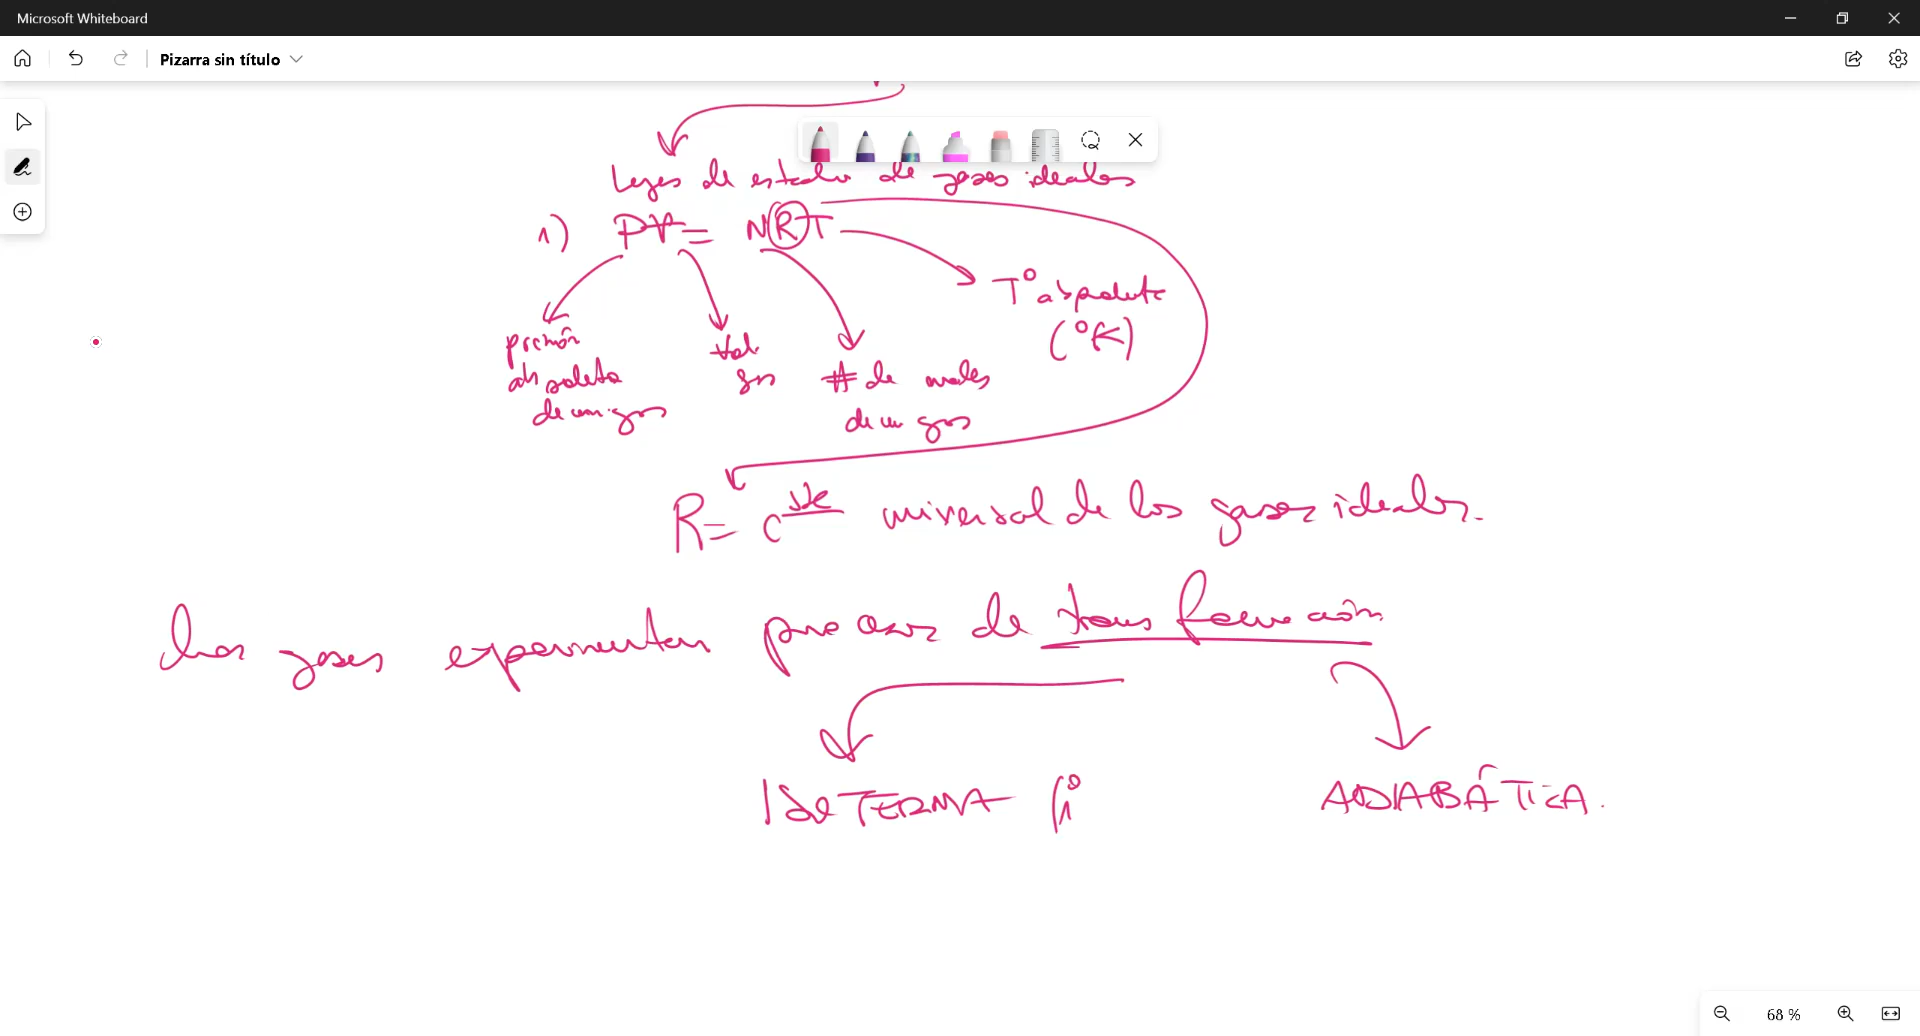 Microsoft Whiteboard
Pizarra sin título
Leyes de estado de gases ideales
1) PV = NRT
T° absoluta
(°K)
presión
absoluta
de un gas
Vol.
gas
# de moles
de un gas
R = cte universal de los gases ideales.
Los gases experimentan procesos de transformación
ISOTERMA (
ADIABÁTICA.
68 %